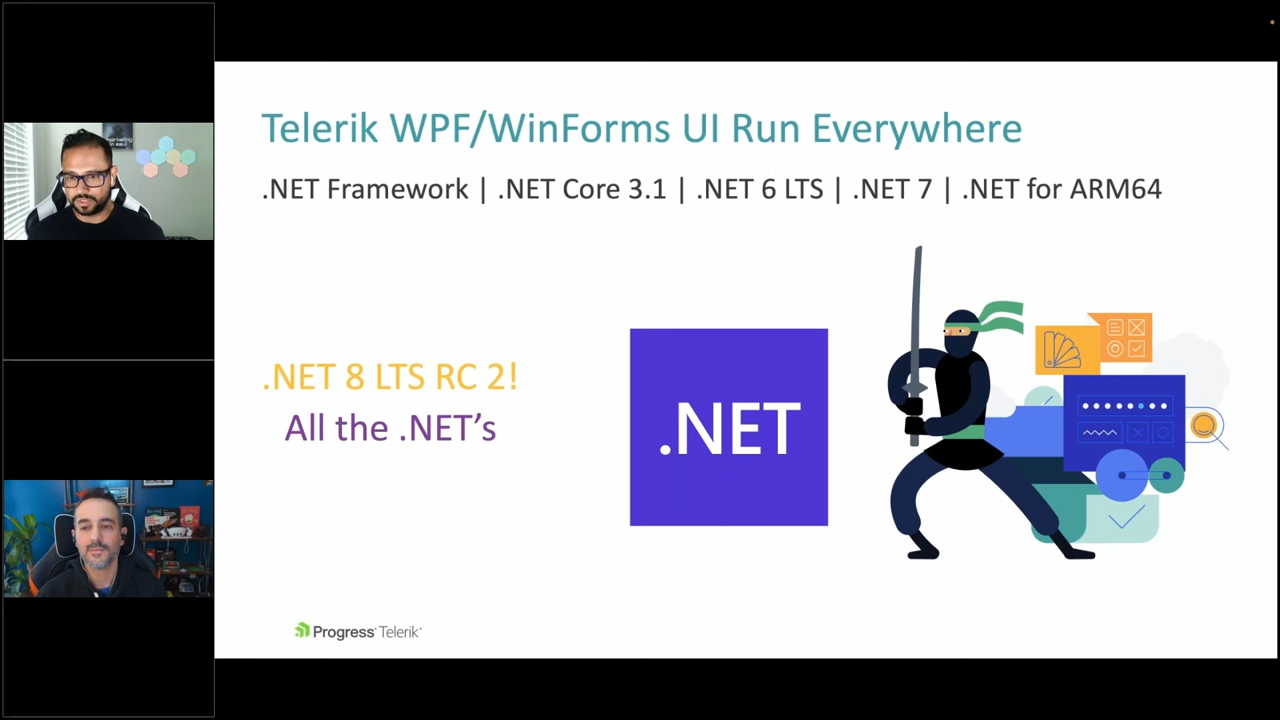 Telerik WPF/WinForms UI Run Everywhere
.NET Framework | .NET Core 3.1 | .NET 6 LTS | .NET 7 | .NET for ARM64
.NET 8 LTS RC 2!
All the .NET's
.NET
Progress Telerik